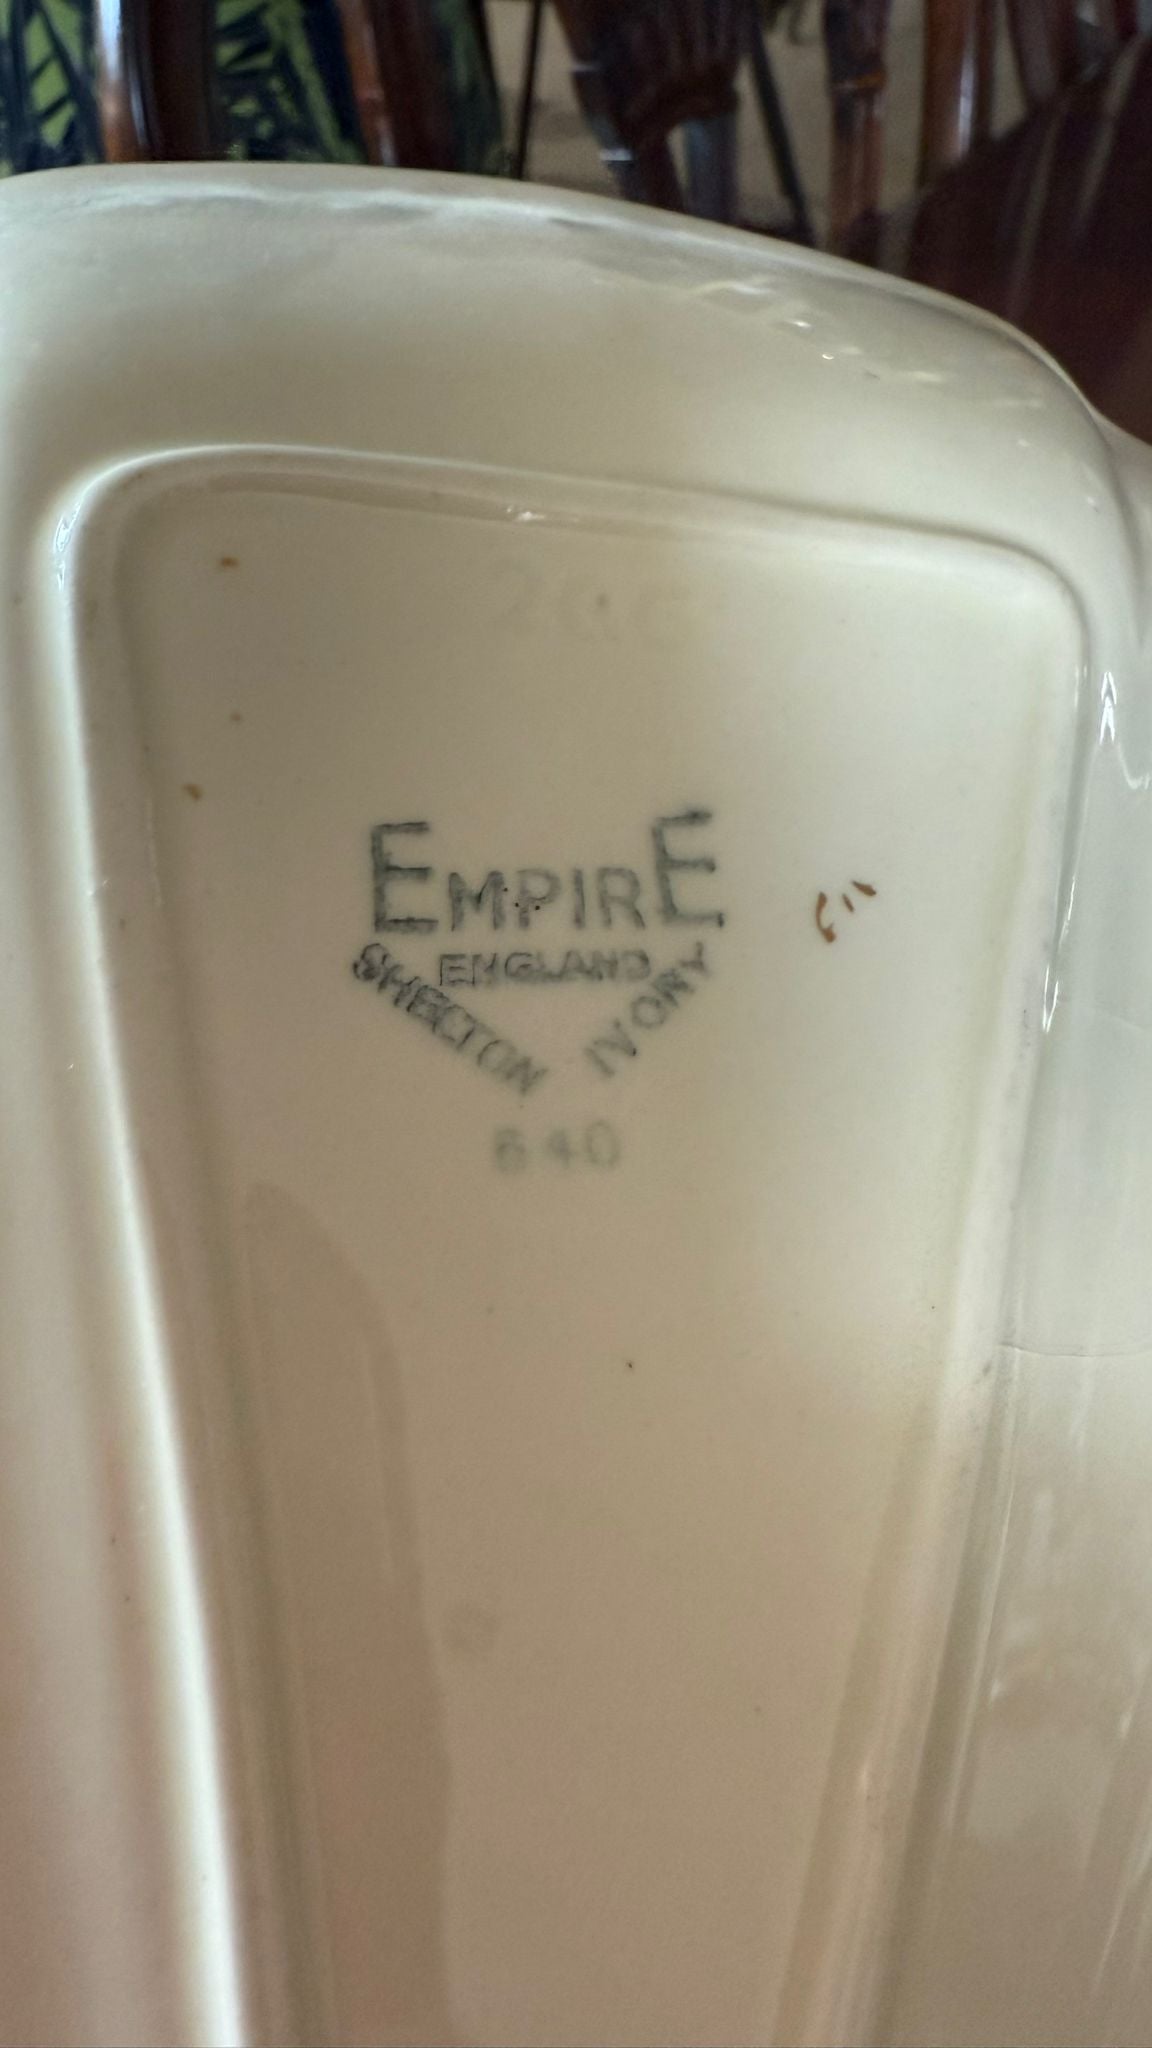 EMPIRE
ENGLAND
SHELTON IVORY
640